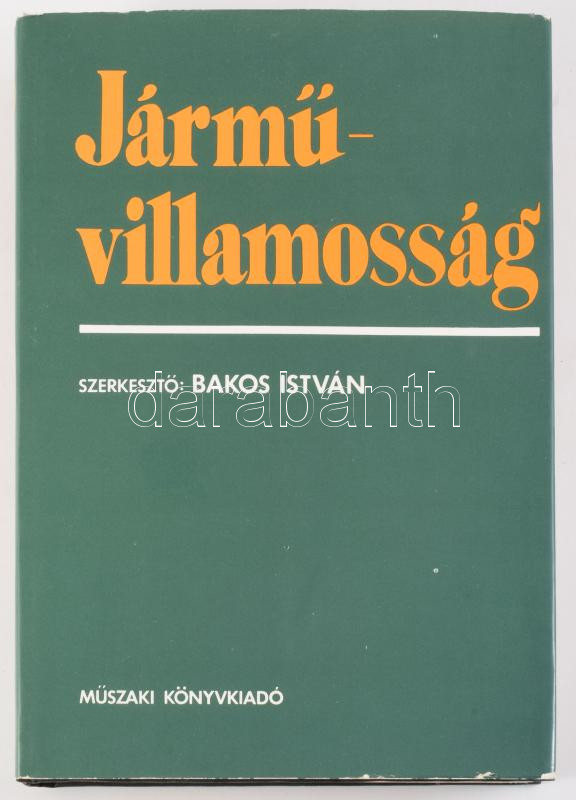 Jármű-
villamosság
SZERKESZTŐ: BAKOS ISTVÁN
darabanth
MŰSZAKI KÖNYVKIADÓ